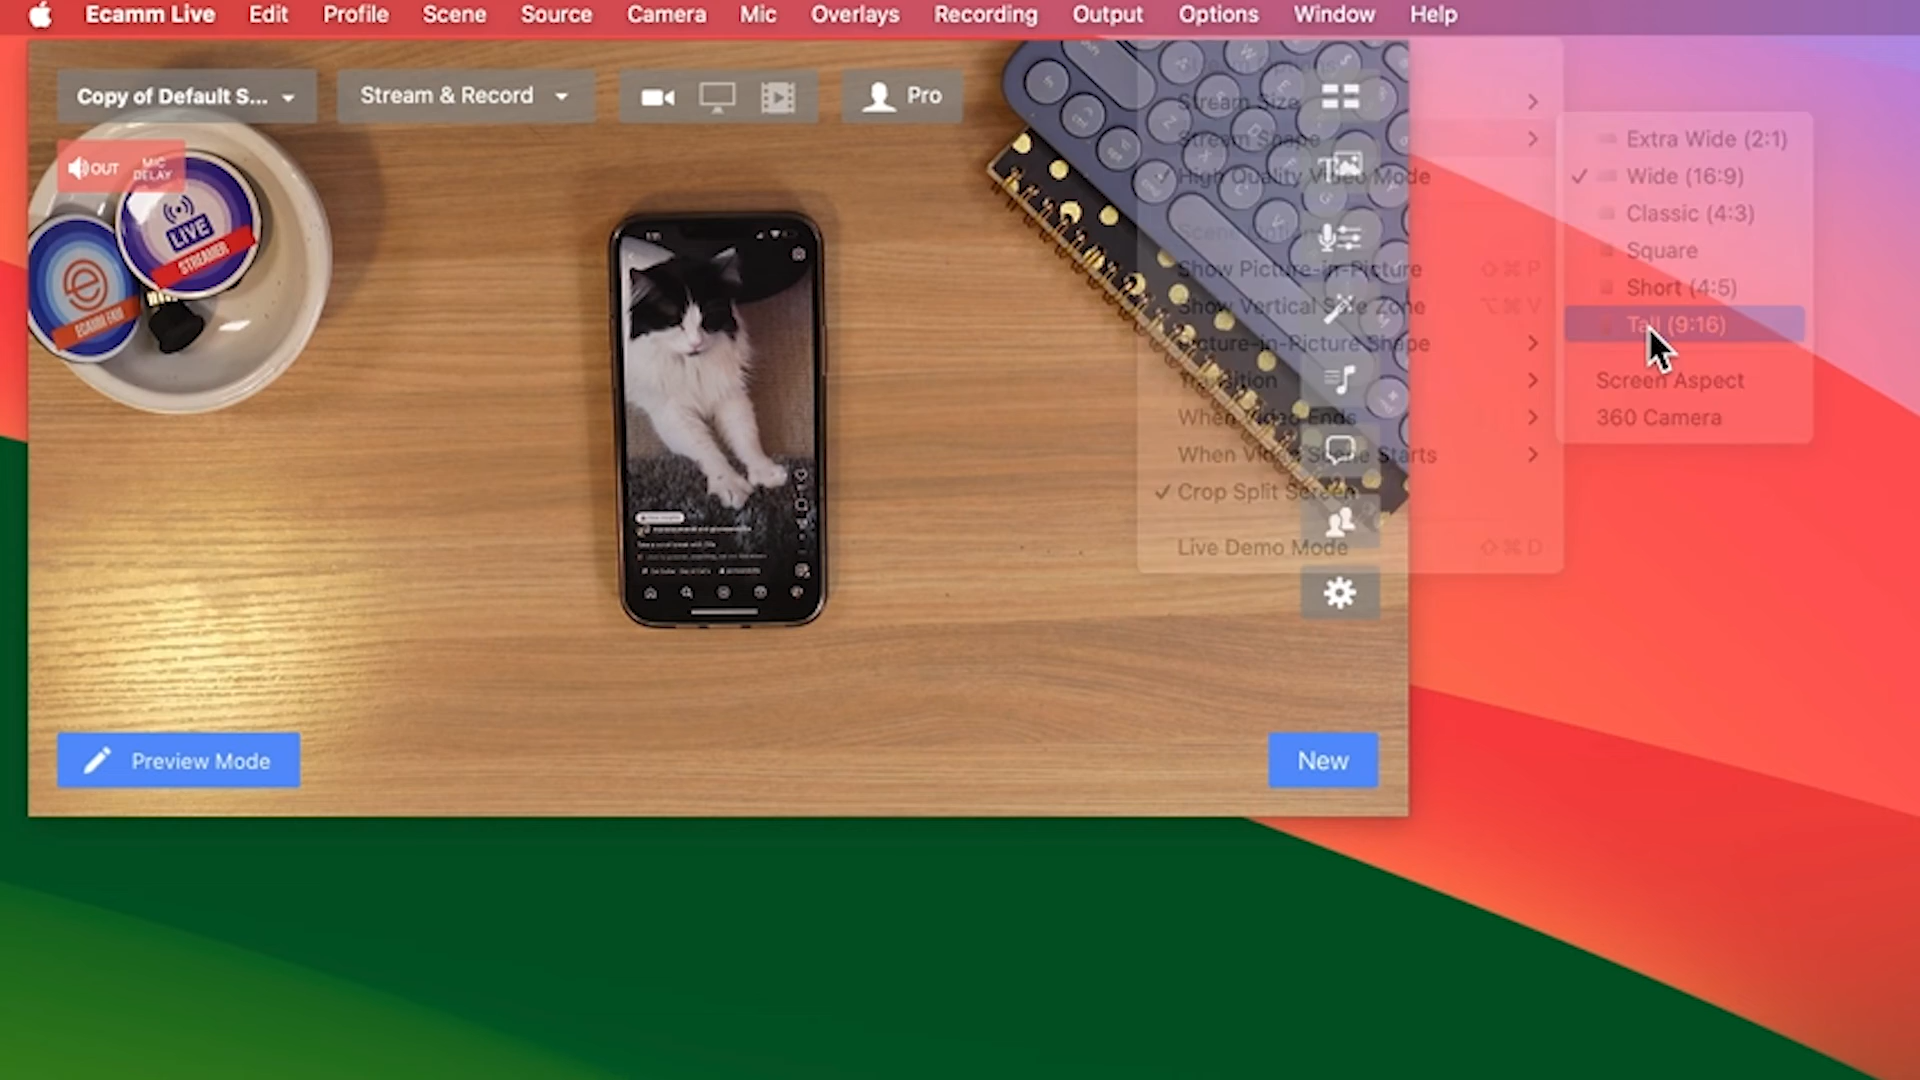 Ecamm Live Edit Profile Scene Source Camera Mic Overlays Recording Output Options Window Help
Copy of Default S...
Stream & Record
Pro
OUT
MIC
DELAY
LIVE
STREAMER
ECAMM FAM
Stream Size
Stream Shape
High Quality Video Mode
Show Picture-in-Picture ⇧⌘P
Show Vertical Safe Zone ⌥⌘V
Picture-in-Picture Shape
Transition
When Video Ends
When Video Scene Starts
Crop Split Screen
Live Demo Mode ⇧⌘D
Extra Wide (2:1)
Wide (16:9)
Classic (4:3)
Square
Short (4:5)
Tall (9:16)
Screen Aspect
360 Camera
Preview Mode
New